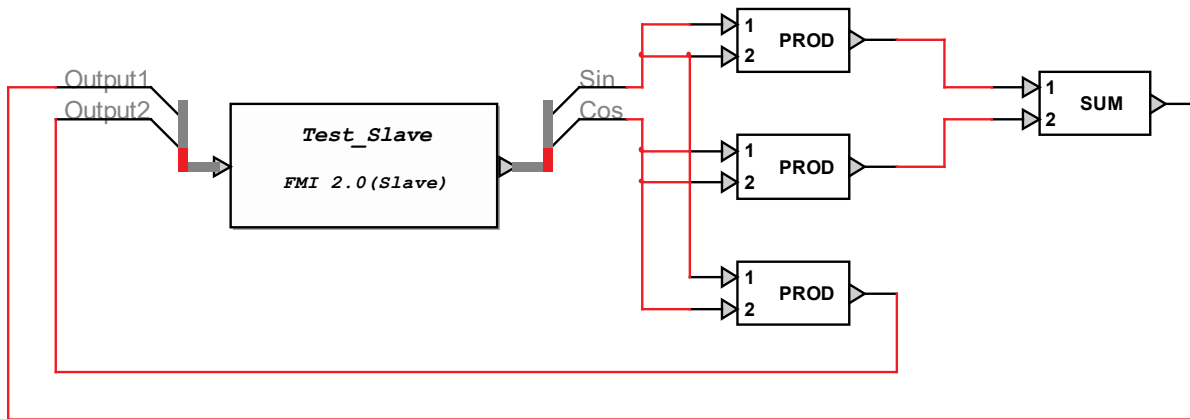 Output1
Output2
Test_Slave
FMI 2.0(Slave)
Sin
Cos
1
2
PROD
1
2
PROD
1
2
PROD
1
2
SUM